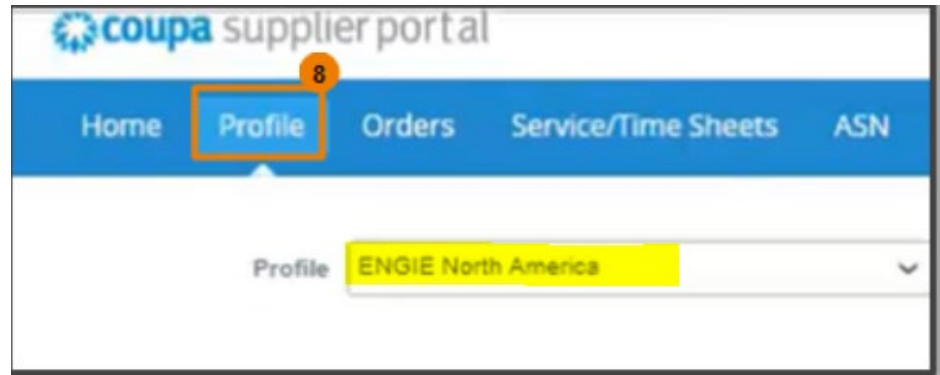 coupa supplier portal
8
Home Profile Orders Service/Time Sheets ASN
Profile ENGIE North America